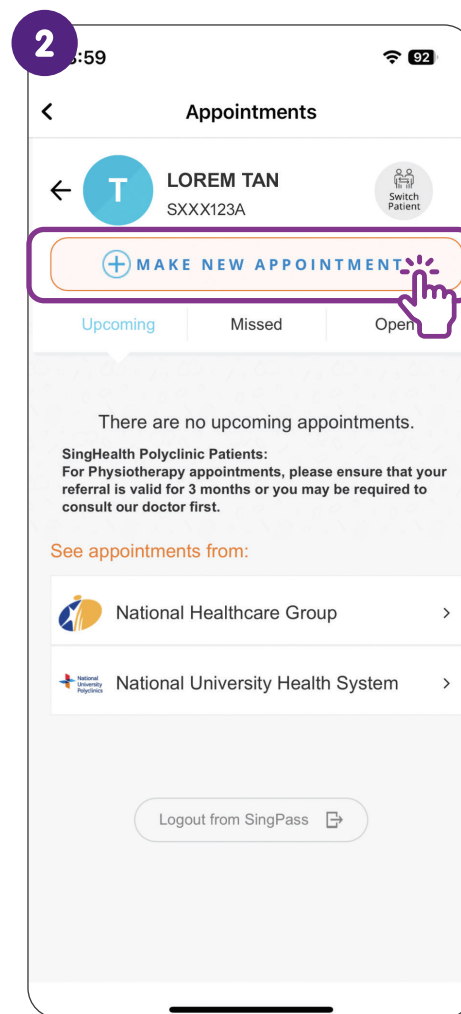 2
:59
92
Appointments
T
LOREM TAN
SXXX123A
Switch
Patient
MAKE NEW APPOINTMENT
Upcoming
Missed
Open
There are no upcoming appointments.
SingHealth Polyclinic Patients:
For Physiotherapy appointments, please ensure that your
referral is valid for 3 months or you may be required to
consult our doctor first.
See appointments from:
National Healthcare Group
National
University
Polyclinics
National University Health System
Logout from SingPass